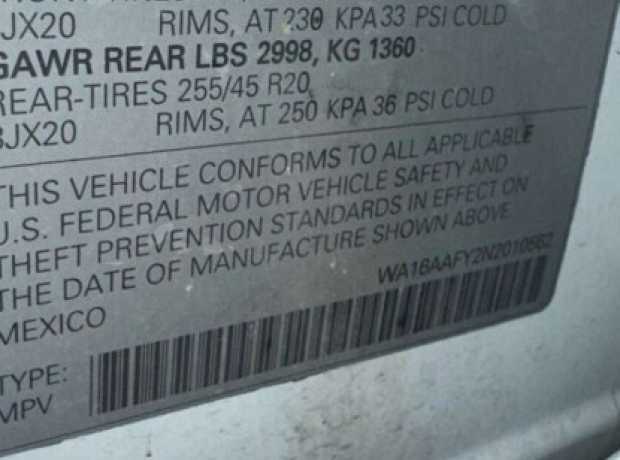 JX20 RIMS, AT 230 KPA 33 PSI COLD
GAWR REAR LBS 2998, KG 1360
REAR-TIRES 255/45 R20,
8JX20 RIMS, AT 250 KPA 36 PSI COLD
THIS VEHICLE CONFORMS TO ALL APPLICABLE
U.S. FEDERAL MOTOR VEHICLE SAFETY AND
THEFT PREVENTION STANDARDS IN EFFECT ON
THE DATE OF MANUFACTURE SHOWN ABOVE
WA16AAFY2N2010562
MEXICO
TYPE:
MPV